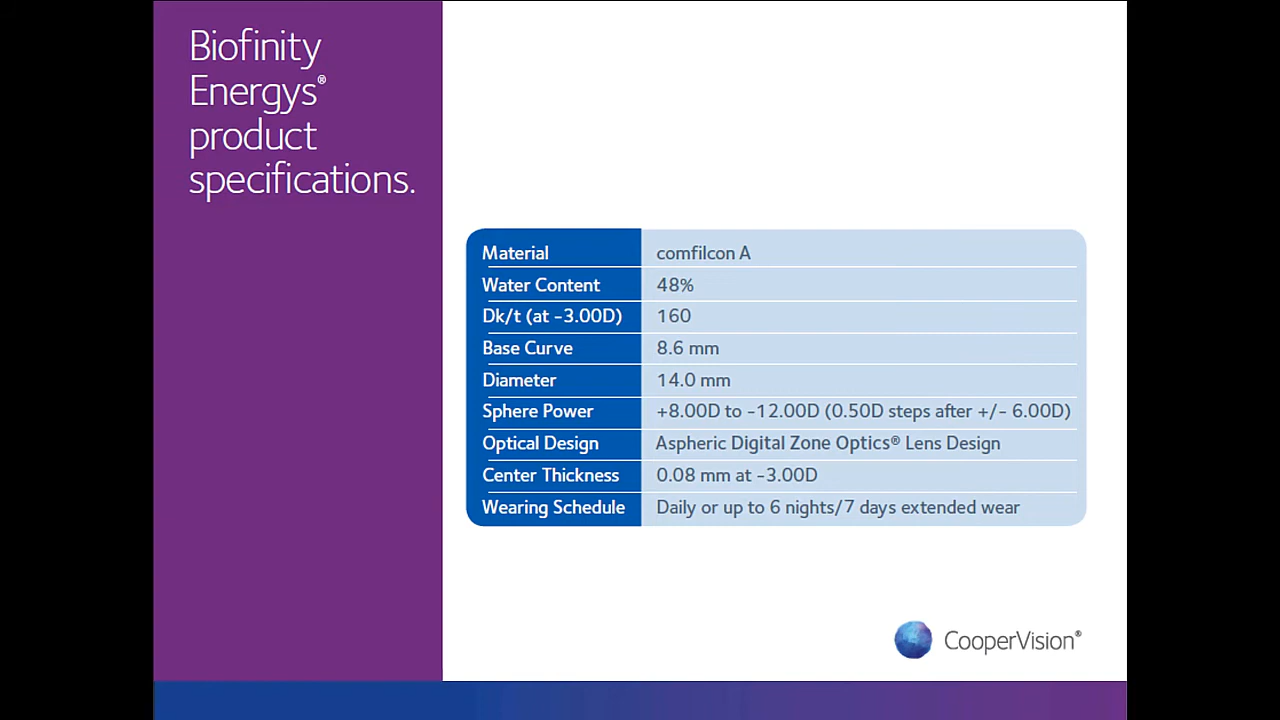 Biofinity
Energys®
product
specifications.
Material comfilcon A
Water Content 48%
Dk/t (at -3.00D) 160
Base Curve 8.6 mm
Diameter 14.0 mm
Sphere Power +8.00D to -12.00D (0.50D steps after +/- 6.00D)
Optical Design Aspheric Digital Zone Optics® Lens Design
Center Thickness 0.08 mm at -3.00D
Wearing Schedule Daily or up to 6 nights/7 days extended wear
CooperVision®